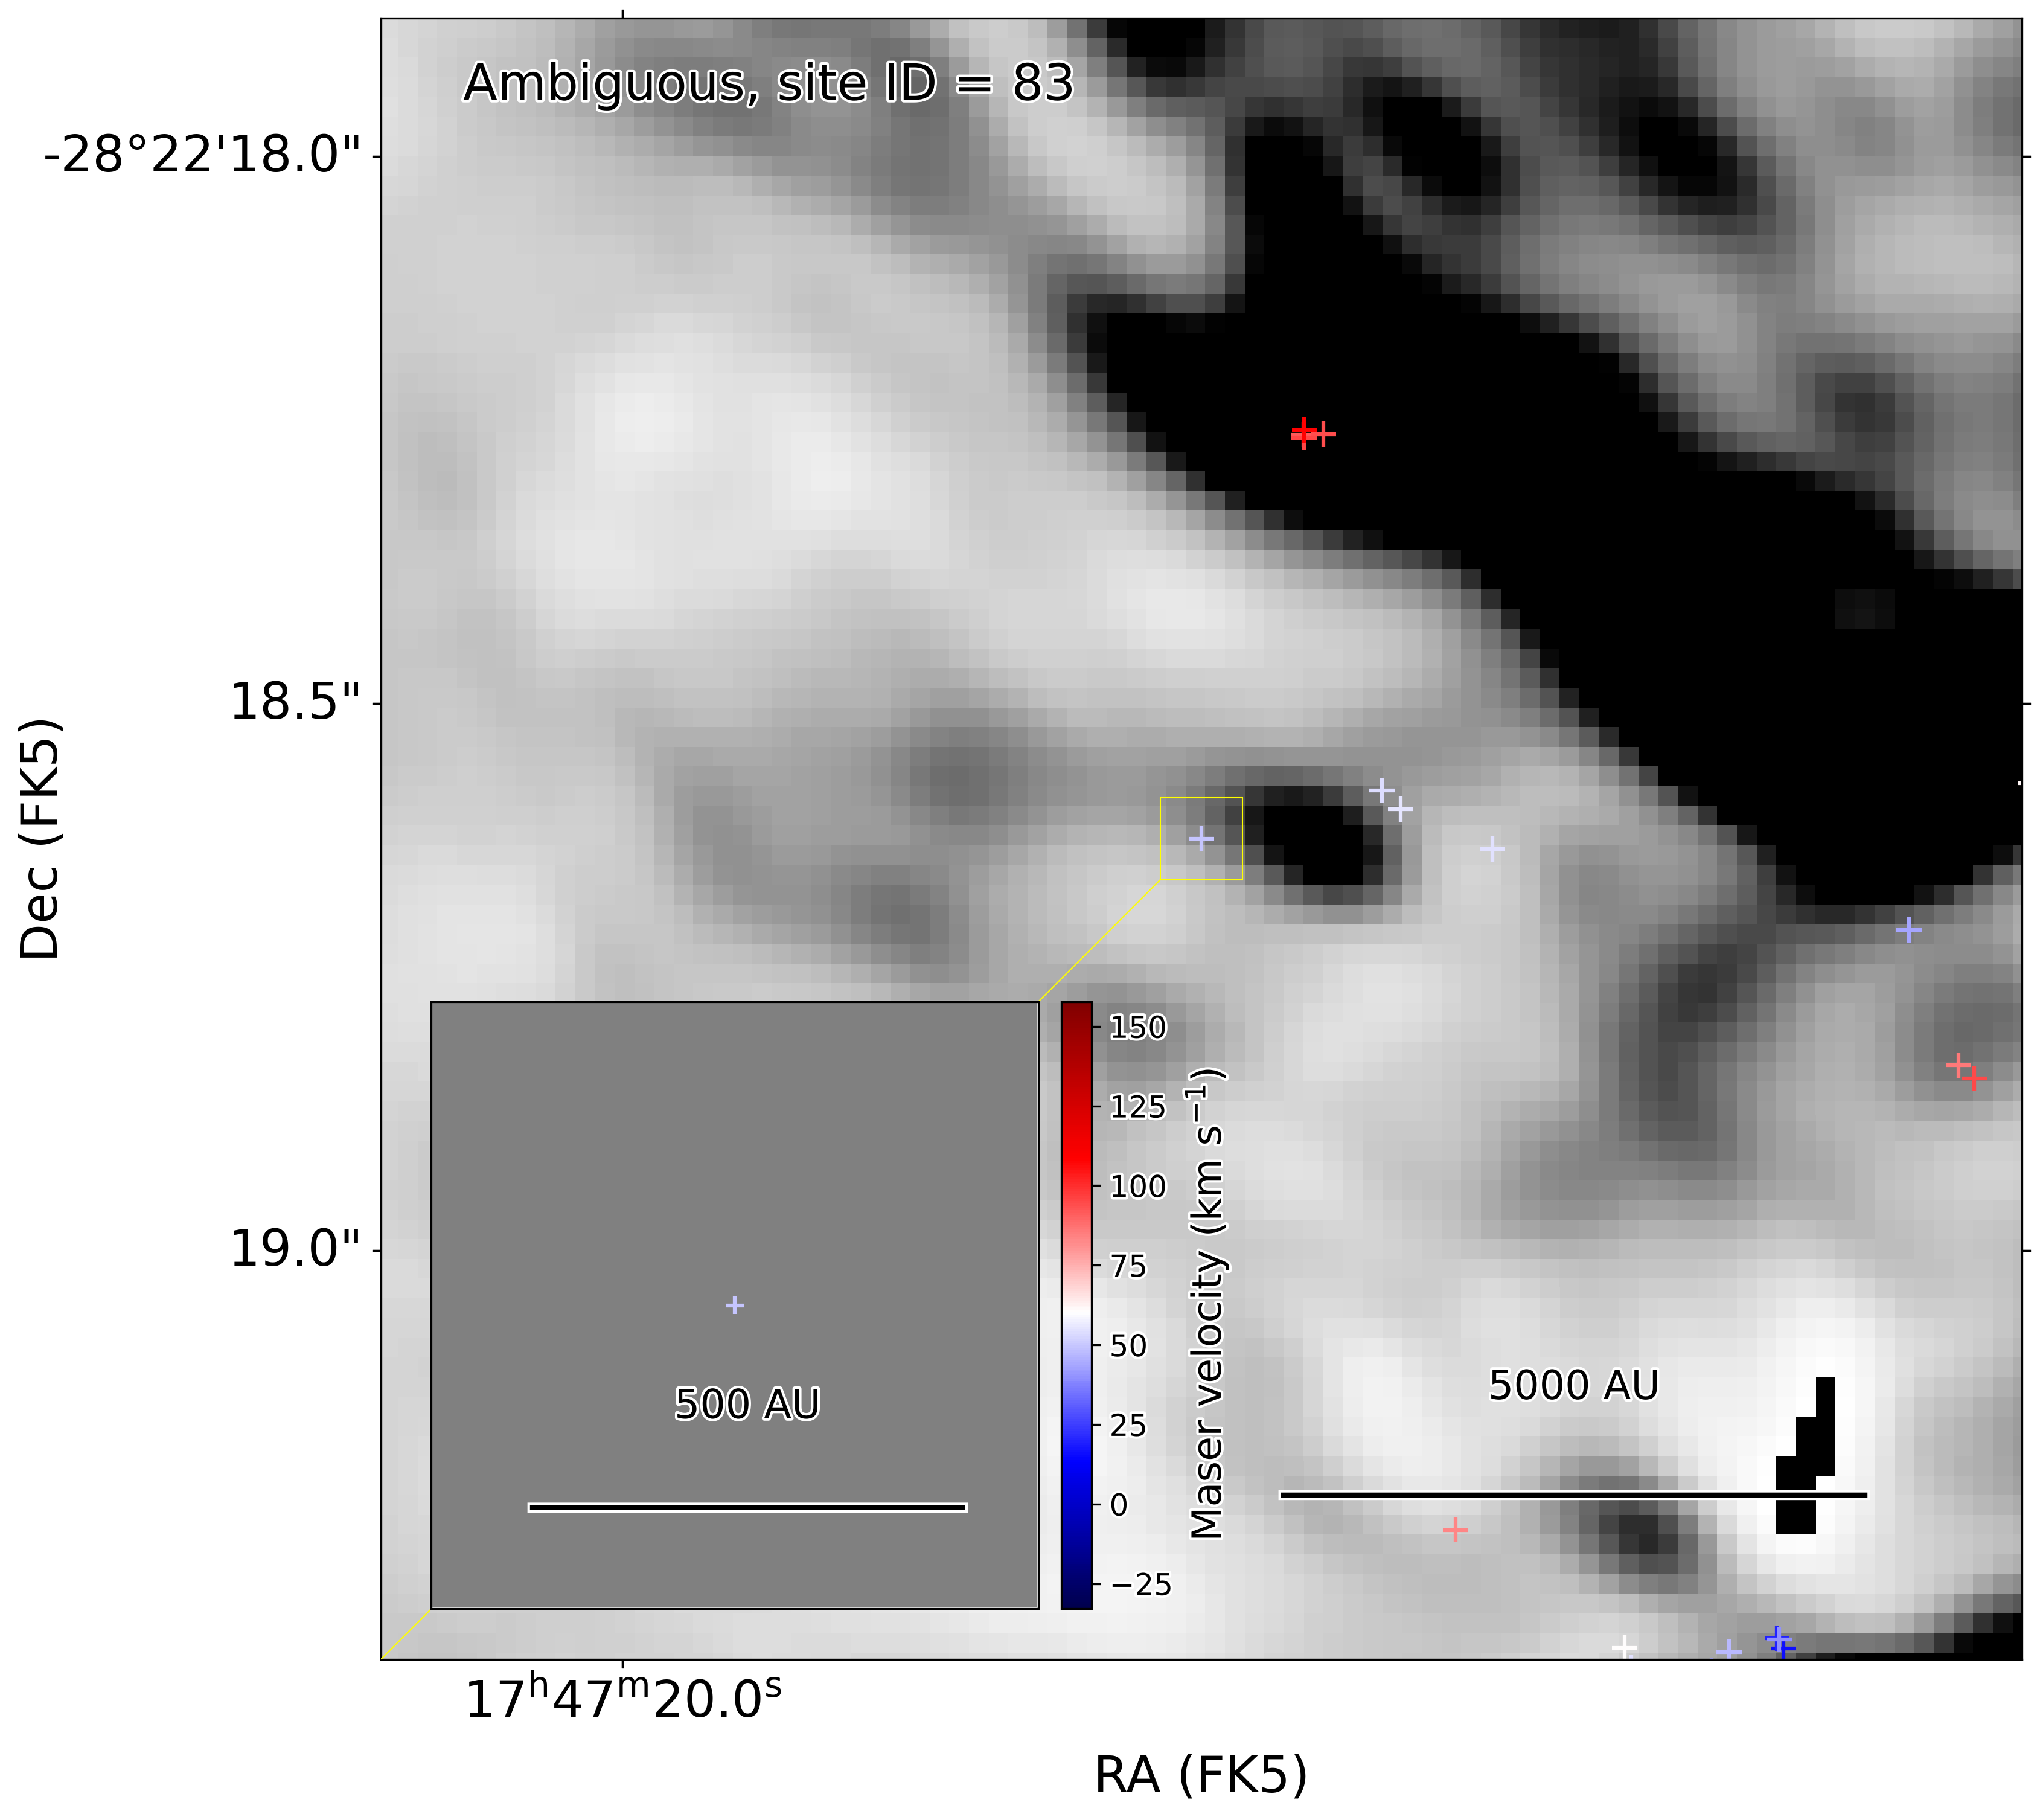 Ambiguous, site ID = 83
-28°22'18.0"
18.5"
19.0"
Dec (FK5)
500 AU
150
125
100
75
50
25
0
−25
Maser velocity (km s⁻¹)
5000 AU
17ʰ47ᵐ20.0ˢ
RA (FK5)